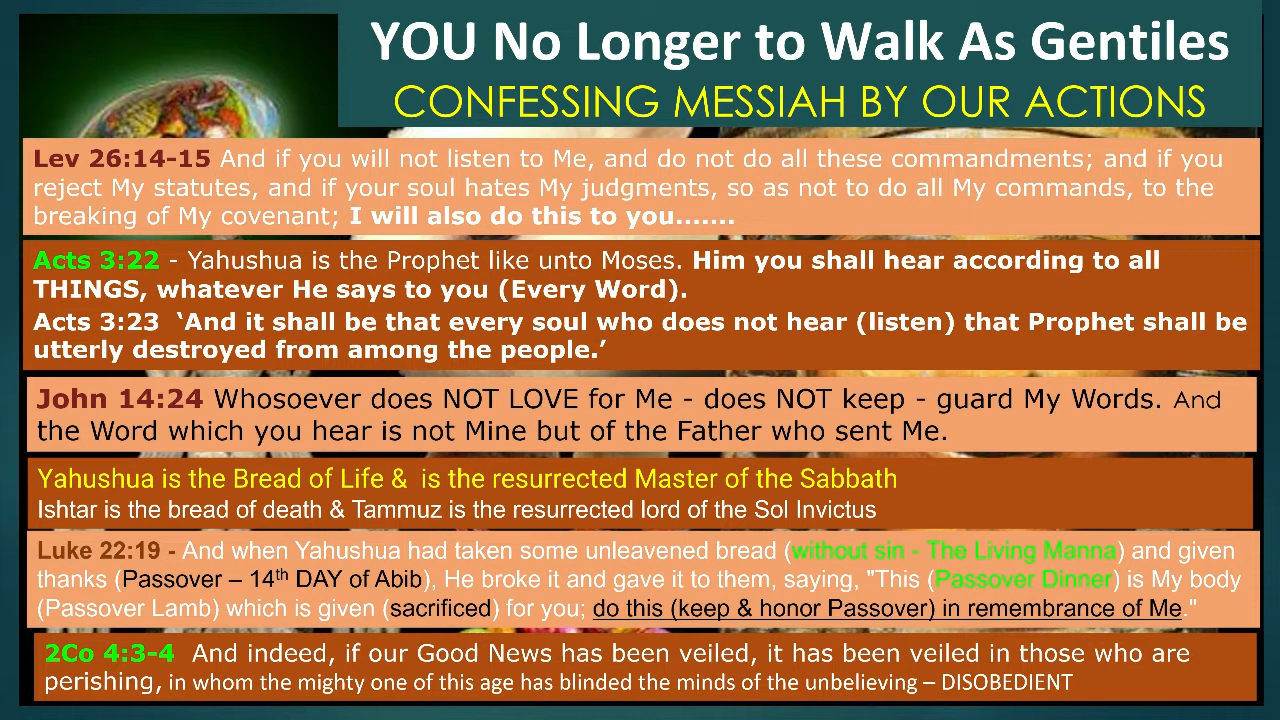 YOU No Longer to Walk As Gentiles
CONFESSING MESSIAH BY OUR ACTIONS
Lev 26:14-15 And if you will not listen to Me, and do not do all these commandments; and if you
reject My statutes, and if your soul hates My judgments, so as not to do all My commands, to the
breaking of My covenant; I will also do this to you.......
Acts 3:22 - Yahushua is the Prophet like unto Moses. Him you shall hear according to all
THINGS, whatever He says to you (Every Word).
Acts 3:23 ‘And it shall be that every soul who does not hear (listen) that Prophet shall be
utterly destroyed from among the people.’
John 14:24 Whosoever does NOT LOVE for Me - does NOT keep - guard My Words. And
the Word which you hear is not Mine but of the Father who sent Me.
Yahushua is the Bread of Life & is the resurrected Master of the Sabbath
Ishtar is the bread of death & Tammuz is the resurrected lord of the Sol Invictus
Luke 22:19 - And when Yahushua had taken some unleavened bread (without sin - The Living Manna) and given
thanks (Passover – 14th DAY of Abib), He broke it and gave it to them, saying, "This (Passover Dinner) is My body
(Passover Lamb) which is given (sacrificed) for you; do this (keep & honor Passover) in remembrance of Me."
2Co 4:3-4 And indeed, if our Good News has been veiled, it has been veiled in those who are
perishing, in whom the mighty one of this age has blinded the minds of the unbelieving – DISOBEDIENT